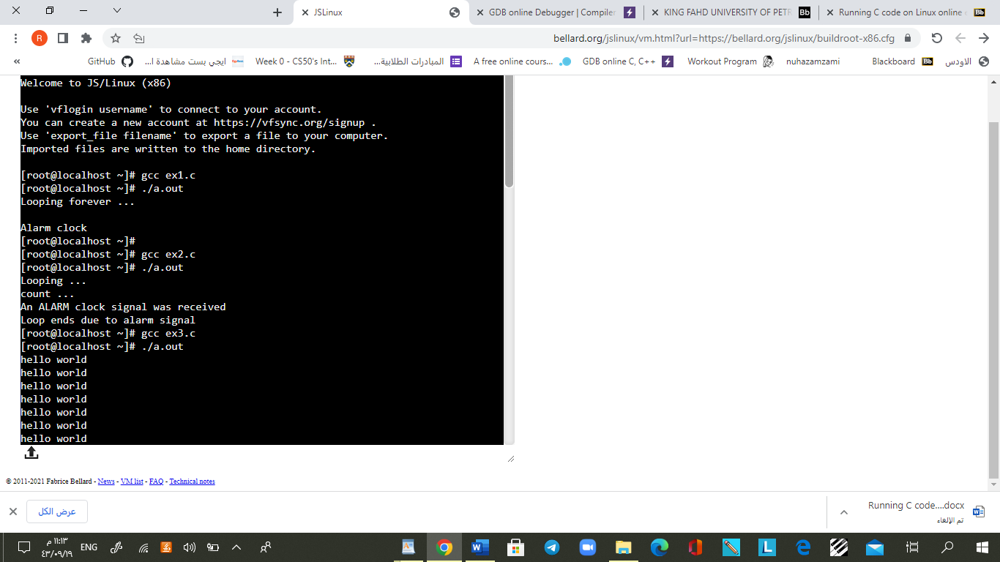 JSLinux
GDB online Debugger | Compiler
KING FAHD UNIVERSITY OF PETR
Running C code on Linux online
bellard.org/jslinux/vm.html?url=https://bellard.org/jslinux/buildroot-x86.cfg
R
«
GitHub
ايجي بست مشاهدة ا...
Week 0 - CS50's Int...
المبادرات الطلابية...
A free online cours...
GDB online C, C++
Workout Program
nuhazamzami
Blackboard
الاودس
Welcome to JS/Linux (x86)
Use 'vflogin username' to connect to your account.
You can create a new account at https://vfsync.org/signup .
Use 'export_file filename' to export a file to your computer.
Imported files are written to the home directory.
[root@localhost ~]# gcc ex1.c
[root@localhost ~]# ./a.out
Looping forever ...
Alarm clock
[root@localhost ~]#
[root@localhost ~]# gcc ex2.c
[root@localhost ~]# ./a.out
Looping ...
count ...
An ALARM clock signal was received
Loop ends due to alarm signal
[root@localhost ~]# gcc ex3.c
[root@localhost ~]# ./a.out
hello world
hello world
hello world
hello world
hello world
hello world
hello world
© 2011-2021 Fabrice Bellard - News - VM list - FAQ - Technical notes
عرض الكل
Running C code....docx
تم الإلغاء
١١:١٣ م
٤٣/٠٩/١٩
ENG